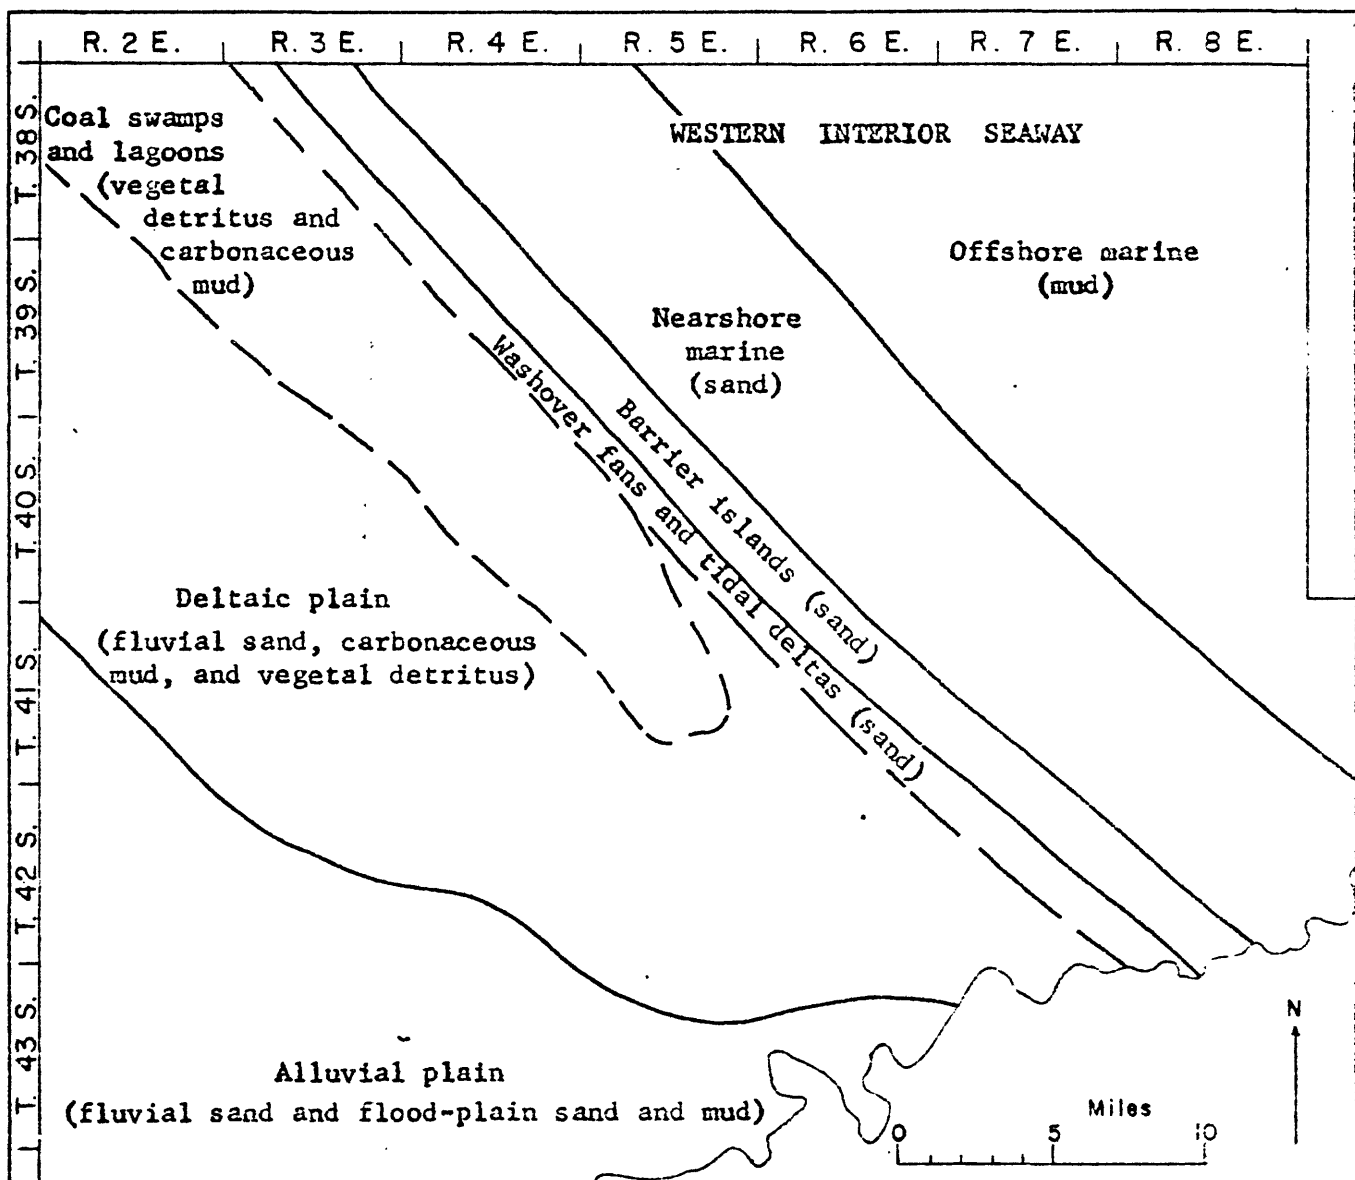 R. 2 E. R. 3 E. R. 4 E. R. 5 E. R. 6 E. R. 7 E. R. 8 E.
T. 38 S.
T. 39 S.
T. 40 S.
T. 41 S.
T. 42 S.
T. 43 S.
Coal swamps
and lagoons
(vegetal
detritus and
carbonaceous
mud)
WESTERN INTERIOR SEAWAY
Offshore marine
(mud)
Nearshore
marine
(sand)
Barrier islands (sand)
Washover fans and tidal deltas (sand)
Deltaic plain
(fluvial sand, carbonaceous
mud, and vegetal detritus)
Alluvial plain
(fluvial sand and flood-plain sand and mud)
N
Miles
0 5 10